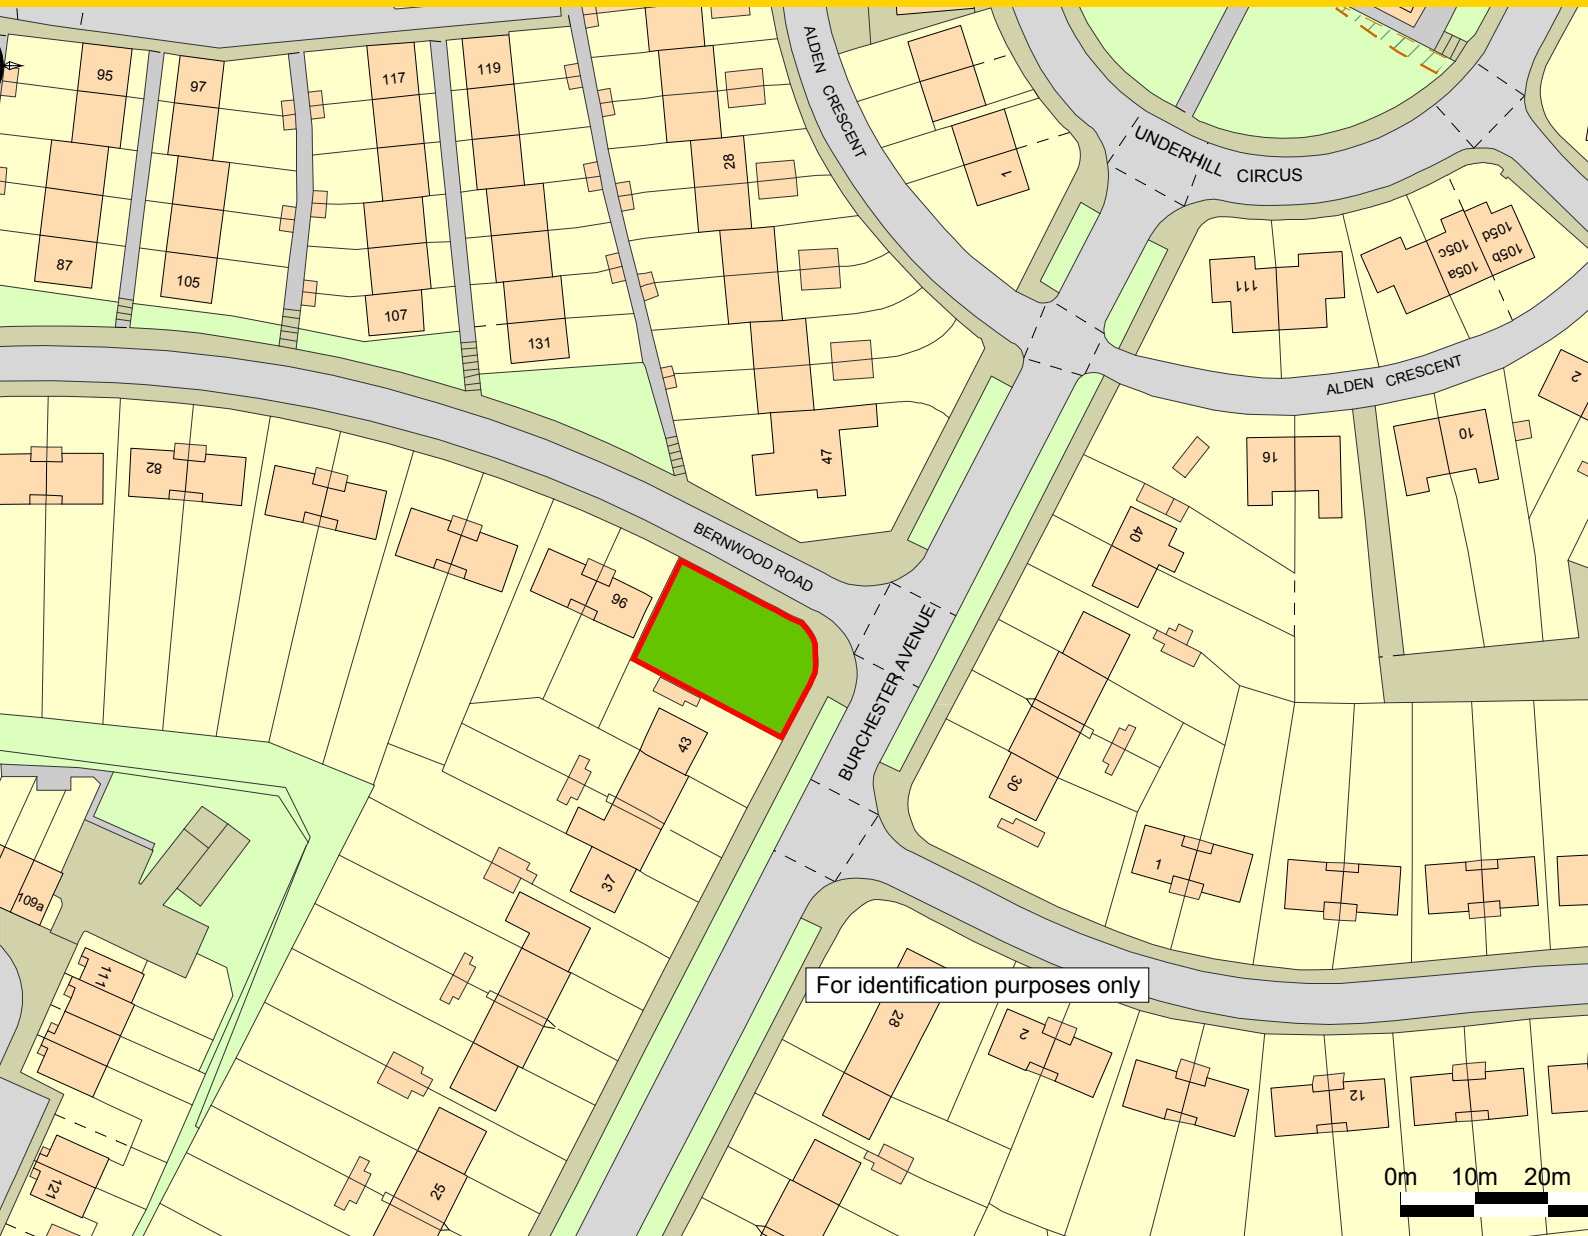 ALDEN CRESCENT
95
97
117
119
28
1
UNDERHILL CIRCUS
87
105
107
131
111
105a
105c
105b
105d
ALDEN CRESCENT
2
47
16
10
82
BERNWOOD ROAD
40
96
BURCHESTER AVENUE
43
30
37
1
109a
111
For identification purposes only
28
2
12
121
25
0m 10m 20m